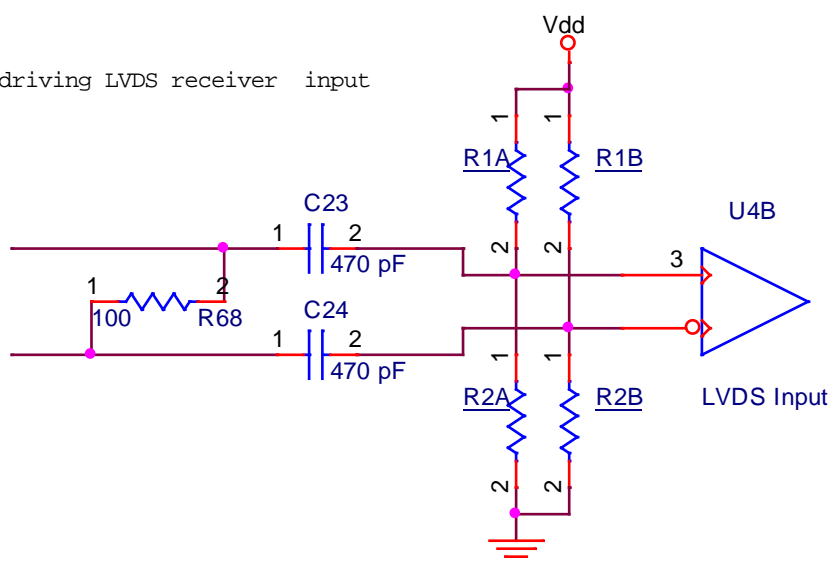 Vdd
driving LVDS receiver input
1 1
R1A R1B
U4B
C23
1 2 2 2 3
470 pF
1 2
100 R68
C24
1 2
470 pF
1 1
R2A R2B LVDS Input
2 2